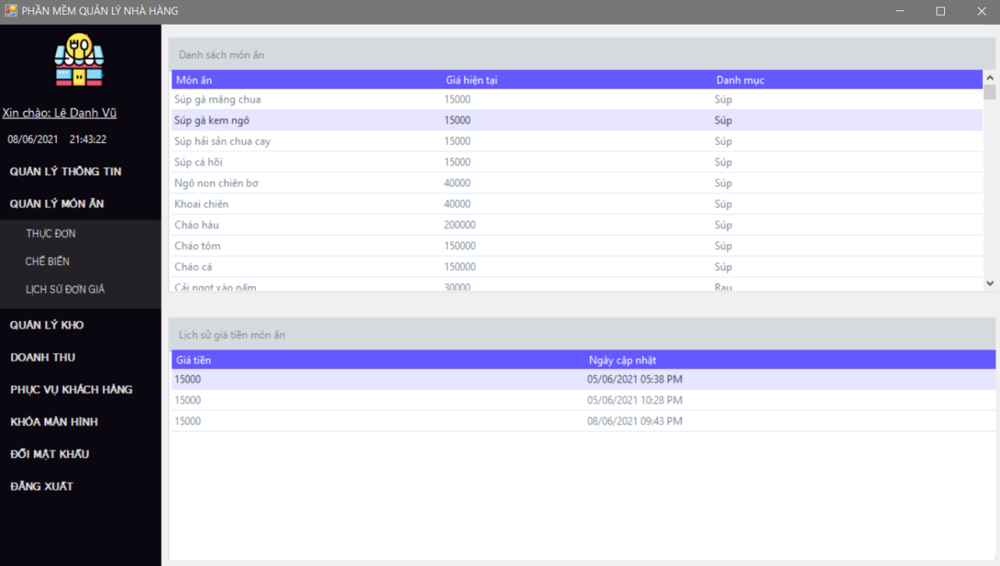 PHẦN MỀM QUẢN LÝ NHÀ HÀNG
Xin chào: Lê Danh Vũ
08/06/2021 21:43:22
QUẢN LÝ THÔNG TIN
QUẢN LÝ MÓN ĂN
THỰC ĐƠN
CHẾ BIẾN
LỊCH SỬ ĐƠN GIÁ
QUẢN LÝ KHO
DOANH THU
PHỤC VỤ KHÁCH HÀNG
KHÓA MÀN HÌNH
ĐỔI MẬT KHẨU
ĐĂNG XUẤT
Danh sách món ăn
Món ăn Giá hiện tại Danh mục
Súp gà măng chua 15000 Súp
Súp gà kem ngô 15000 Súp
Súp hải sản chua cay 15000 Súp
Súp cá hồi 15000 Súp
Ngô non chiên bơ 40000 Súp
Khoai chiên 40000 Súp
Cháo hàu 200000 Súp
Cháo tôm 150000 Súp
Cháo cá 150000 Súp
Cải ngọt xào nấm 30000 Rau
Lịch sử giá tiền món ăn
Giá tiền Ngày cập nhật
15000 05/06/2021 05:38 PM
15000 05/06/2021 10:28 PM
15000 08/06/2021 09:43 PM